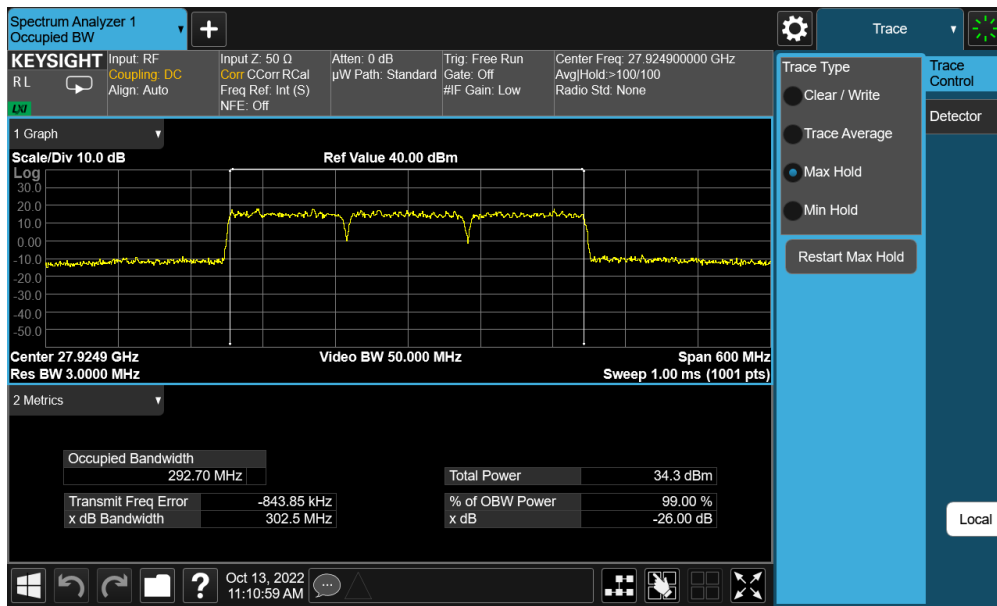 Spectrum Analyzer 1
Occupied BW
+
Trace
KEYSIGHT
R L
LXI
Input: RF
Coupling: DC
Align: Auto
Input Z: 50 Ω
Corr CCorr RCal
Freq Ref: Int (S)
NFE: Off
Atten: 0 dB
µW Path: Standard
Trig: Free Run
Gate: Off
#IF Gain: Low
Center Freq: 27.924900000 GHz
Avg|Hold:>100/100
Radio Std: None
Trace Type
Clear / Write
Trace Average
Max Hold
Min Hold
Restart Max Hold
Trace
Control
Detector
Local
1 Graph
Scale/Div 10.0 dB
Ref Value 40.00 dBm
Log
30.0
20.0
10.0
0.00
-10.0
-20.0
-30.0
-40.0
-50.0
Center 27.9249 GHz
Video BW 50.000 MHz
Span 600 MHz
Res BW 3.0000 MHz
Sweep 1.00 ms (1001 pts)
2 Metrics
Occupied Bandwidth
292.70 MHz
Transmit Freq Error -843.85 kHz
x dB Bandwidth 302.5 MHz
Total Power 34.3 dBm
% of OBW Power 99.00 %
x dB -26.00 dB
?
Oct 13, 2022
11:10:59 AM